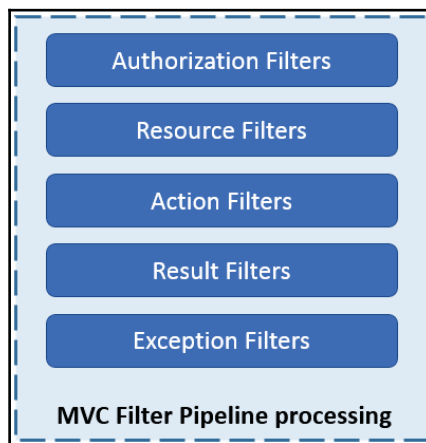 Authorization Filters
Resource Filters
Action Filters
Result Filters
Exception Filters
MVC Filter Pipeline processing